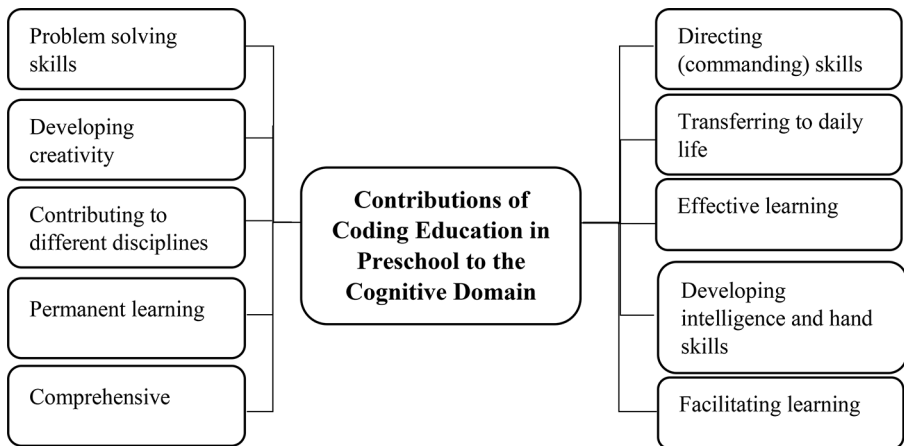 Problem solving
skills
Developing
creativity
Contributing to
different disciplines
Permanent learning
Comprehensive
Contributions of
Coding Education in
Preschool to the
Cognitive Domain
Directing
(commanding) skills
Transferring to daily
life
Effective learning
Developing
intelligence and hand
skills
Facilitating learning